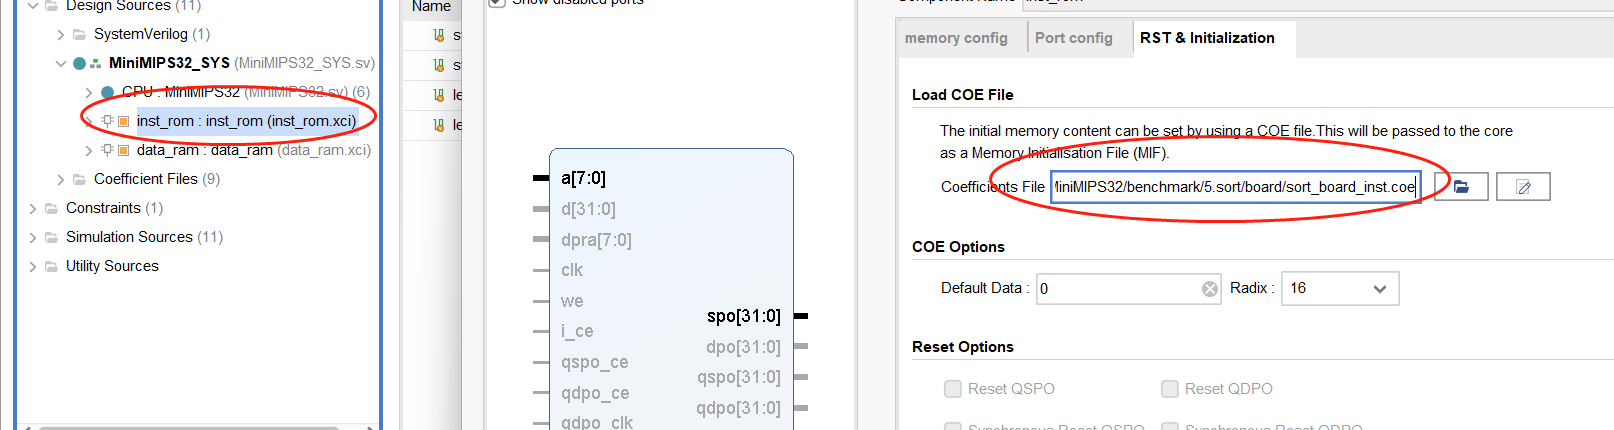 Design Sources (11)
SystemVerilog (1)
MiniMIPS32_SYS (MiniMIPS32_SYS.sv)
CPU : MiniMIPS32 (MiniMIPS32.sv) (6)
inst_rom : inst_rom (inst_rom.xci)
data_ram : data_ram (data_ram.xci)
Coefficient Files (9)
Constraints (1)
Simulation Sources (11)
Utility Sources
Name
Show disabled ports
a[7:0]
d[31:0]
dpra[7:0]
clk
we
i_ce
qspo_ce
qdpo_ce
qdpo_clk
spo[31:0]
dpo[31:0]
qspo[31:0]
qdpo[31:0]
Component Name inst_rom
memory config Port config RST & Initialization
Load COE File
The initial memory content can be set by using a COE file.This will be passed to the core
as a Memory Initialisation File (MIF).
Coefficients File MiniMIPS32/benchmark/5.sort/board/sort_board_inst.coe
COE Options
Default Data : 0 Radix : 16
Reset Options
Reset QSPO Reset QDPO
Synchronous Reset QSPO Synchronous Reset QDPO